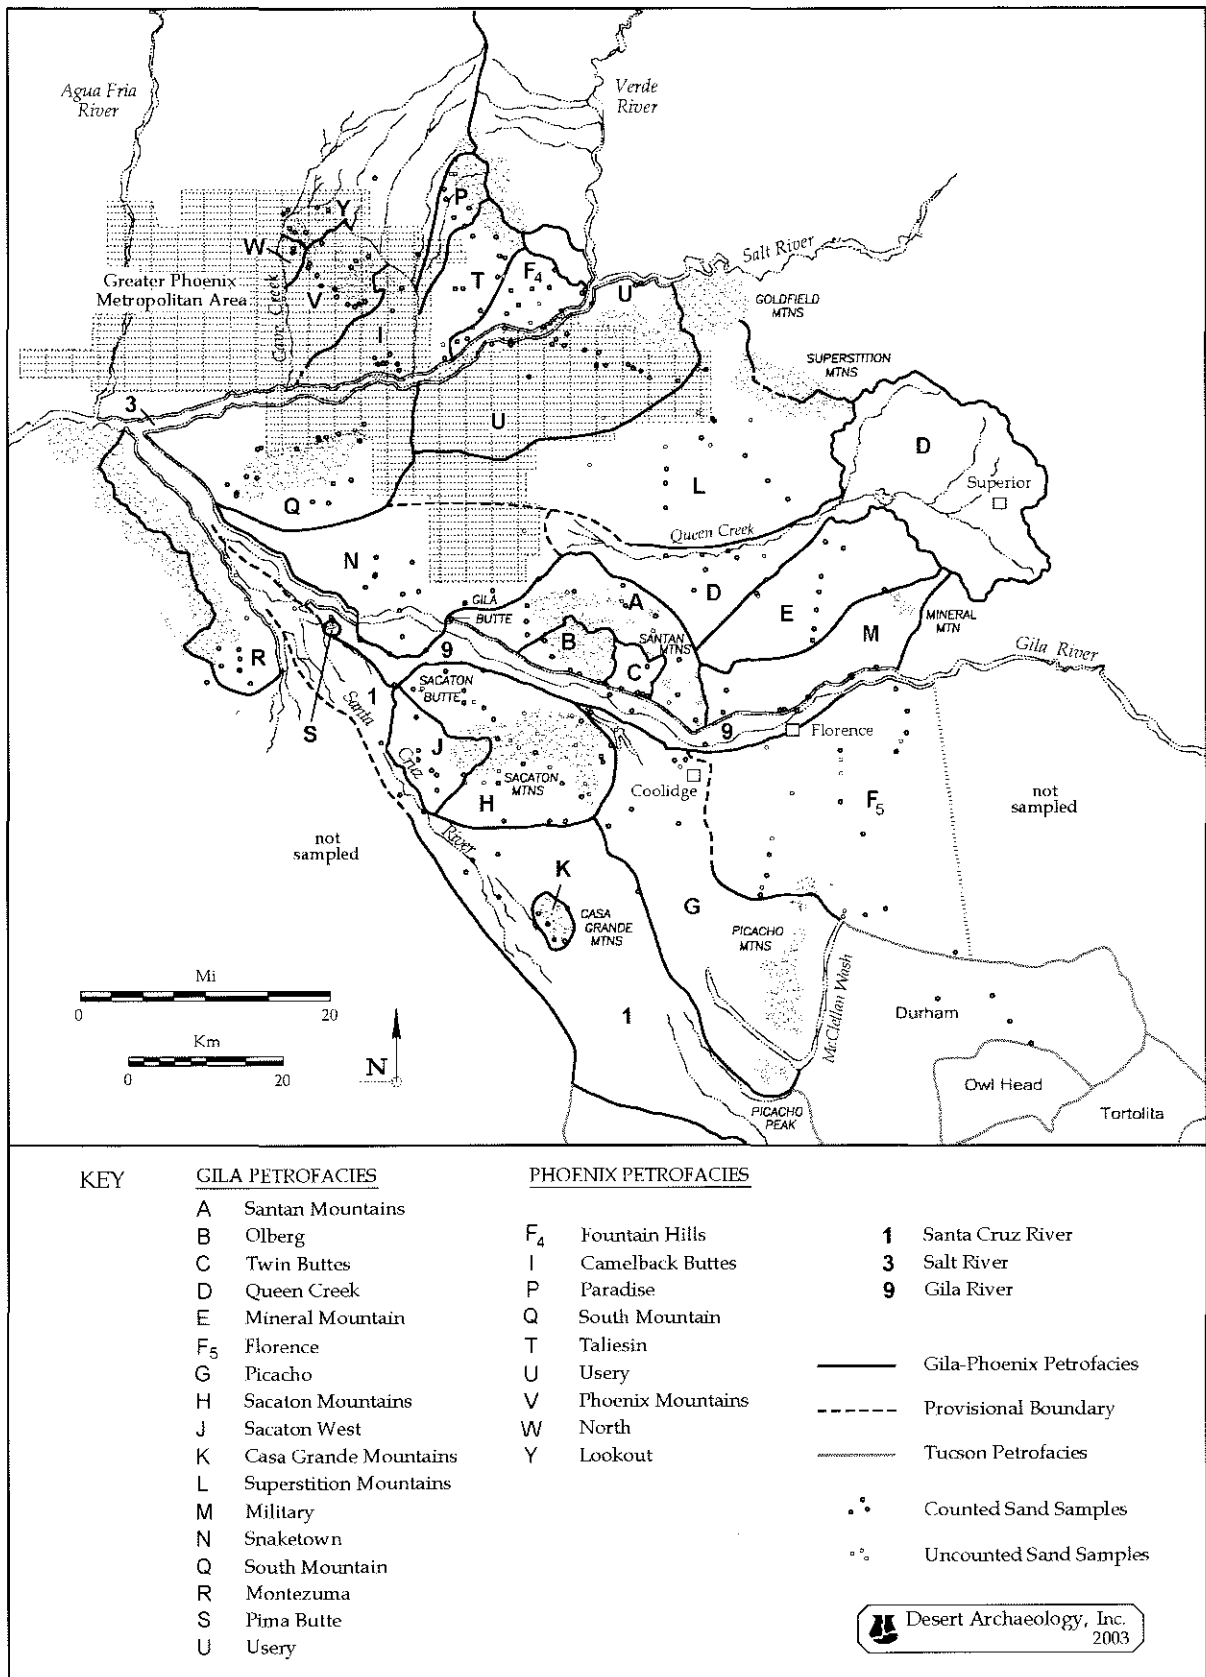 Agua Fria
River
Verde
River
P
Y
W
Salt River
Greater Phoenix
Metropolitan Area
T
F4
U
GOLDFIELD
MTNS
V
Cave Creek
I
SUPERSTITION
MTNS
3
U
D
L
Superior
Q
Queen Creek
N
GILA
BUTTE
A
D
E
MINERAL
MTN
B
SANTAN
MTNS
M
C
9
R
Gila River
SACATON
BUTTE
1
Santa
S
9
Florence
J
Cruz
SACATON
MTNS
Coolidge
H
F5
not
sampled
not
sampled
River
K
CASA
GRANDE
MTNS
G
PICACHO
MTNS
Mi
0 20
McClellan Wash
Durham
1
Km
0 20
N
Owl Head
PICACHO
PEAK
Tortolita
KEY
GILA PETROFACIES
A Santan Mountains
B Olberg
C Twin Buttes
D Queen Creek
E Mineral Mountain
F5 Florence
G Picacho
H Sacaton Mountains
J Sacaton West
K Casa Grande Mountains
L Superstition Mountains
M Military
N Snaketown
Q South Mountain
R Montezuma
S Pima Butte
U Usery
PHOENIX PETROFACIES
F4 Fountain Hills
I Camelback Buttes
P Paradise
Q South Mountain
T Taliesin
U Usery
V Phoenix Mountains
W North
Y Lookout
1 Santa Cruz River
3 Salt River
9 Gila River
Gila-Phoenix Petrofacies
Provisional Boundary
Tucson Petrofacies
Counted Sand Samples
Uncounted Sand Samples
Desert Archaeology, Inc.
2003